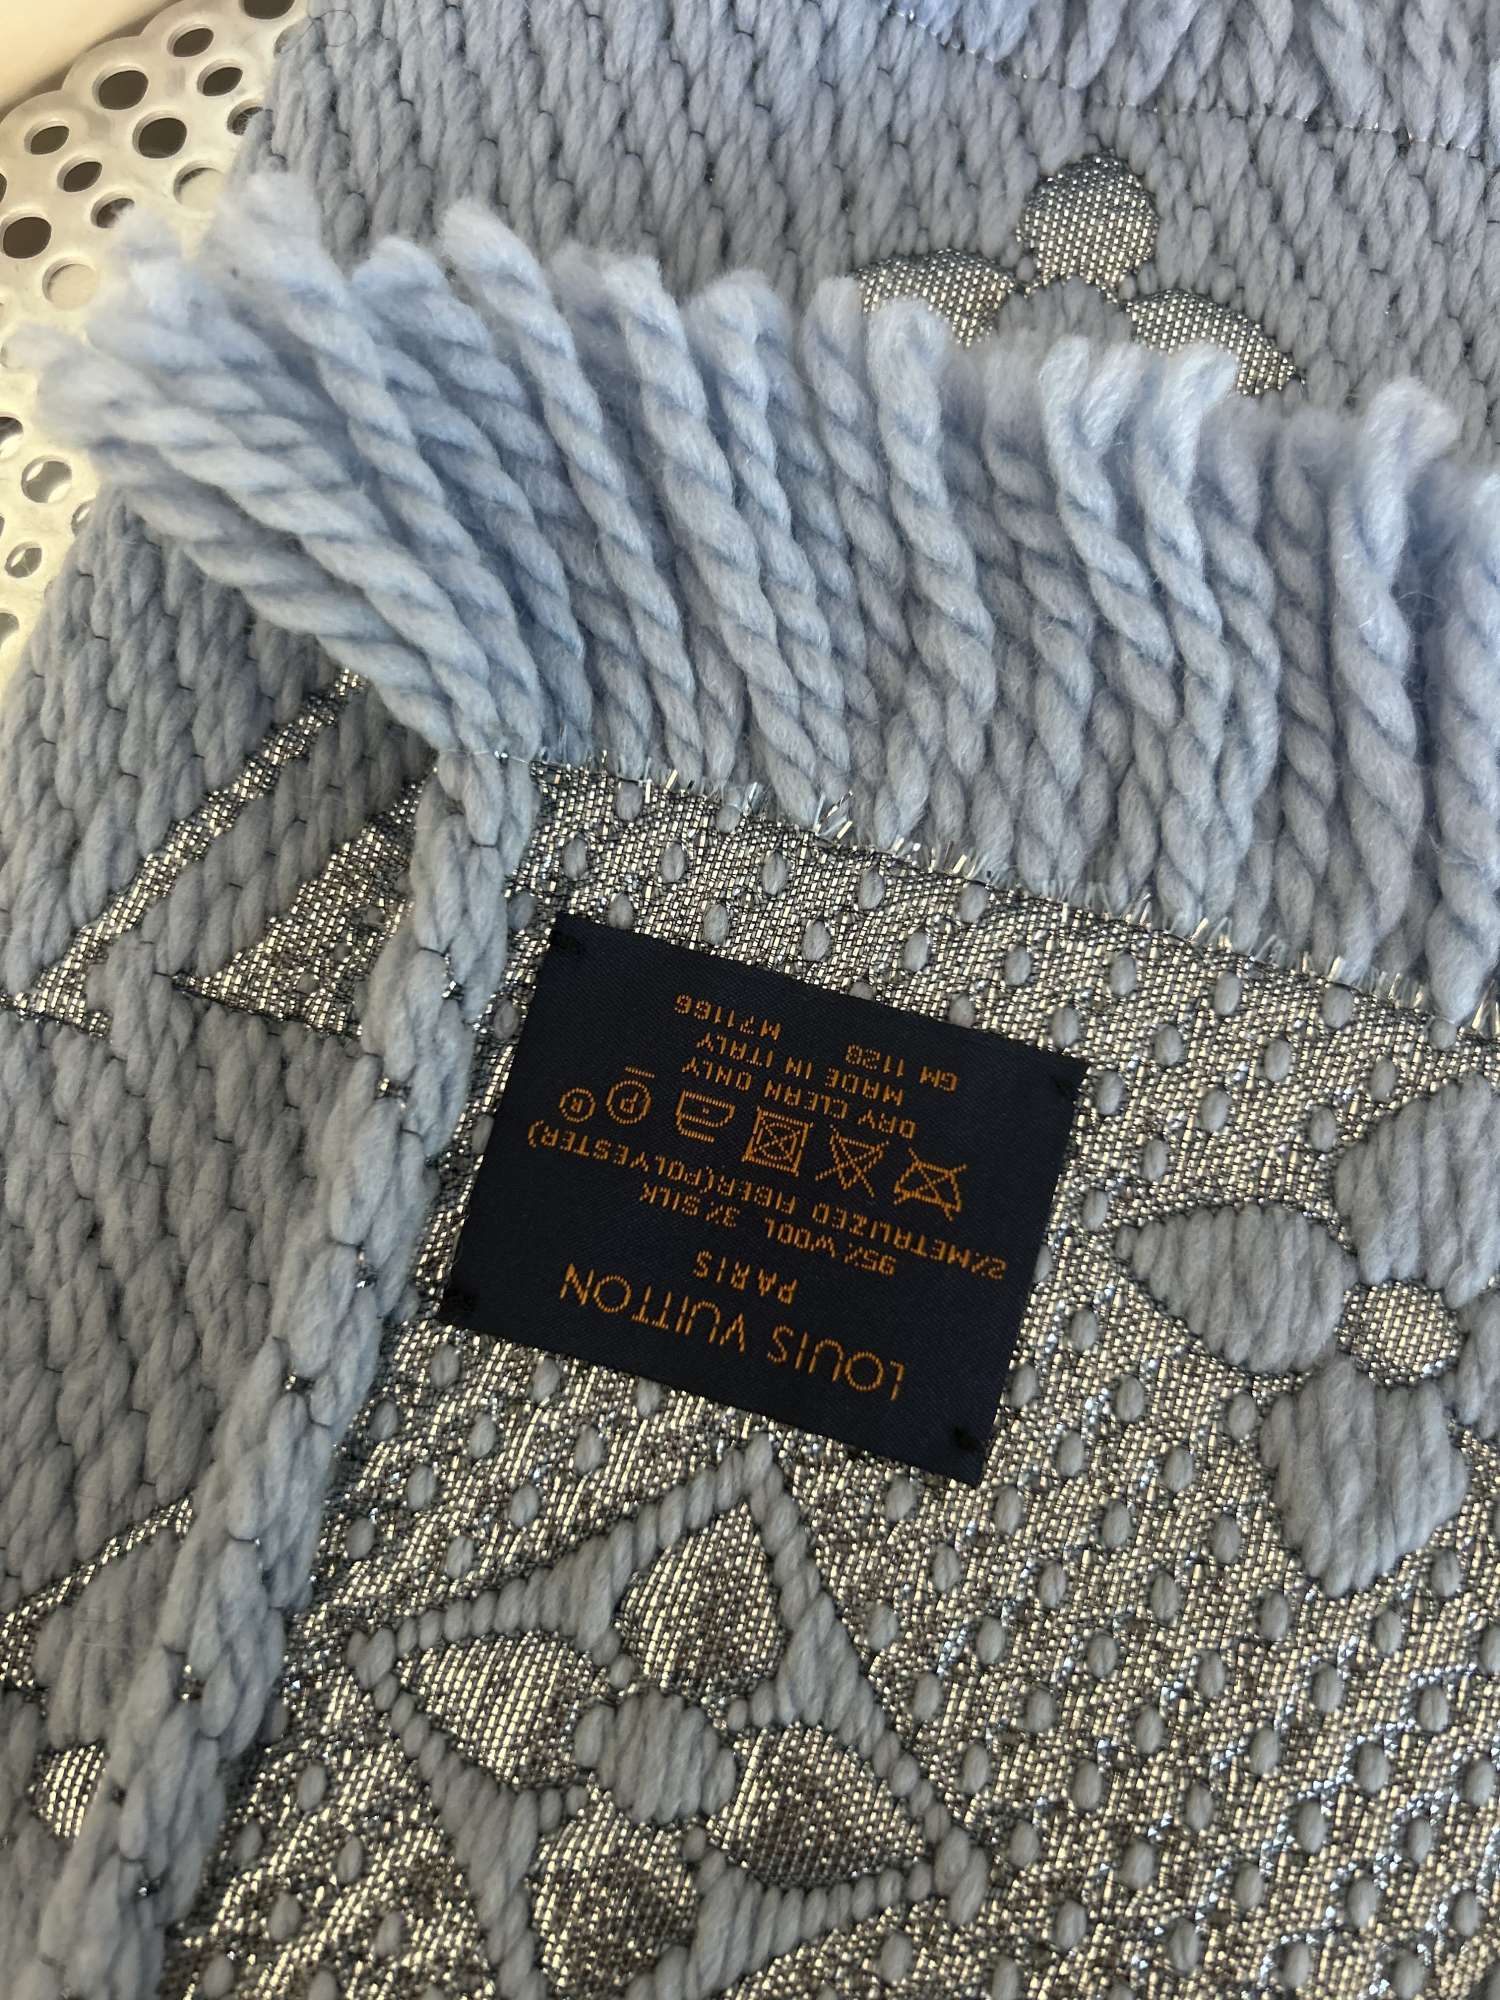 LOUIS VUITTON
PARIS
95% WOOL 3% SILK
2% METALIZED FIBER(POLYESTER)
P R
DRY CLEAN ONLY
MADE IN ITALY
GM 1128 M71166